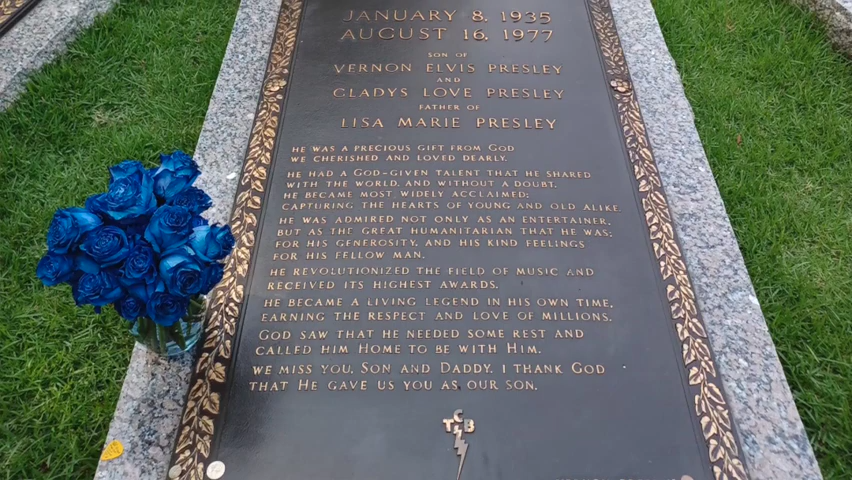 JANUARY 8, 1935
AUGUST 16, 1977
SON OF
VERNON ELVIS PRESLEY
AND
GLADYS LOVE PRESLEY
FATHER OF
LISA MARIE PRESLEY
HE WAS A PRECIOUS GIFT FROM GOD
WE CHERISHED AND LOVED DEARLY.
HE HAD A GOD-GIVEN TALENT THAT HE SHARED
WITH THE WORLD. AND WITHOUT A DOUBT,
HE BECAME MOST WIDELY ACCLAIMED;
CAPTURING THE HEARTS OF YOUNG AND OLD ALIKE.
HE WAS ADMIRED NOT ONLY AS AN ENTERTAINER,
BUT AS THE GREAT HUMANITARIAN THAT HE WAS;
FOR HIS GENEROSITY, AND HIS KIND FEELINGS
FOR HIS FELLOW MAN.
HE REVOLUTIONIZED THE FIELD OF MUSIC AND
RECEIVED ITS HIGHEST AWARDS.
HE BECAME A LIVING LEGEND IN HIS OWN TIME,
EARNING THE RESPECT AND LOVE OF MILLIONS.
GOD SAW THAT HE NEEDED SOME REST AND
CALLED HIM HOME TO BE WITH HIM.
WE MISS YOU, SON AND DADDY. I THANK GOD
THAT HE GAVE US YOU AS OUR SON.
TCB